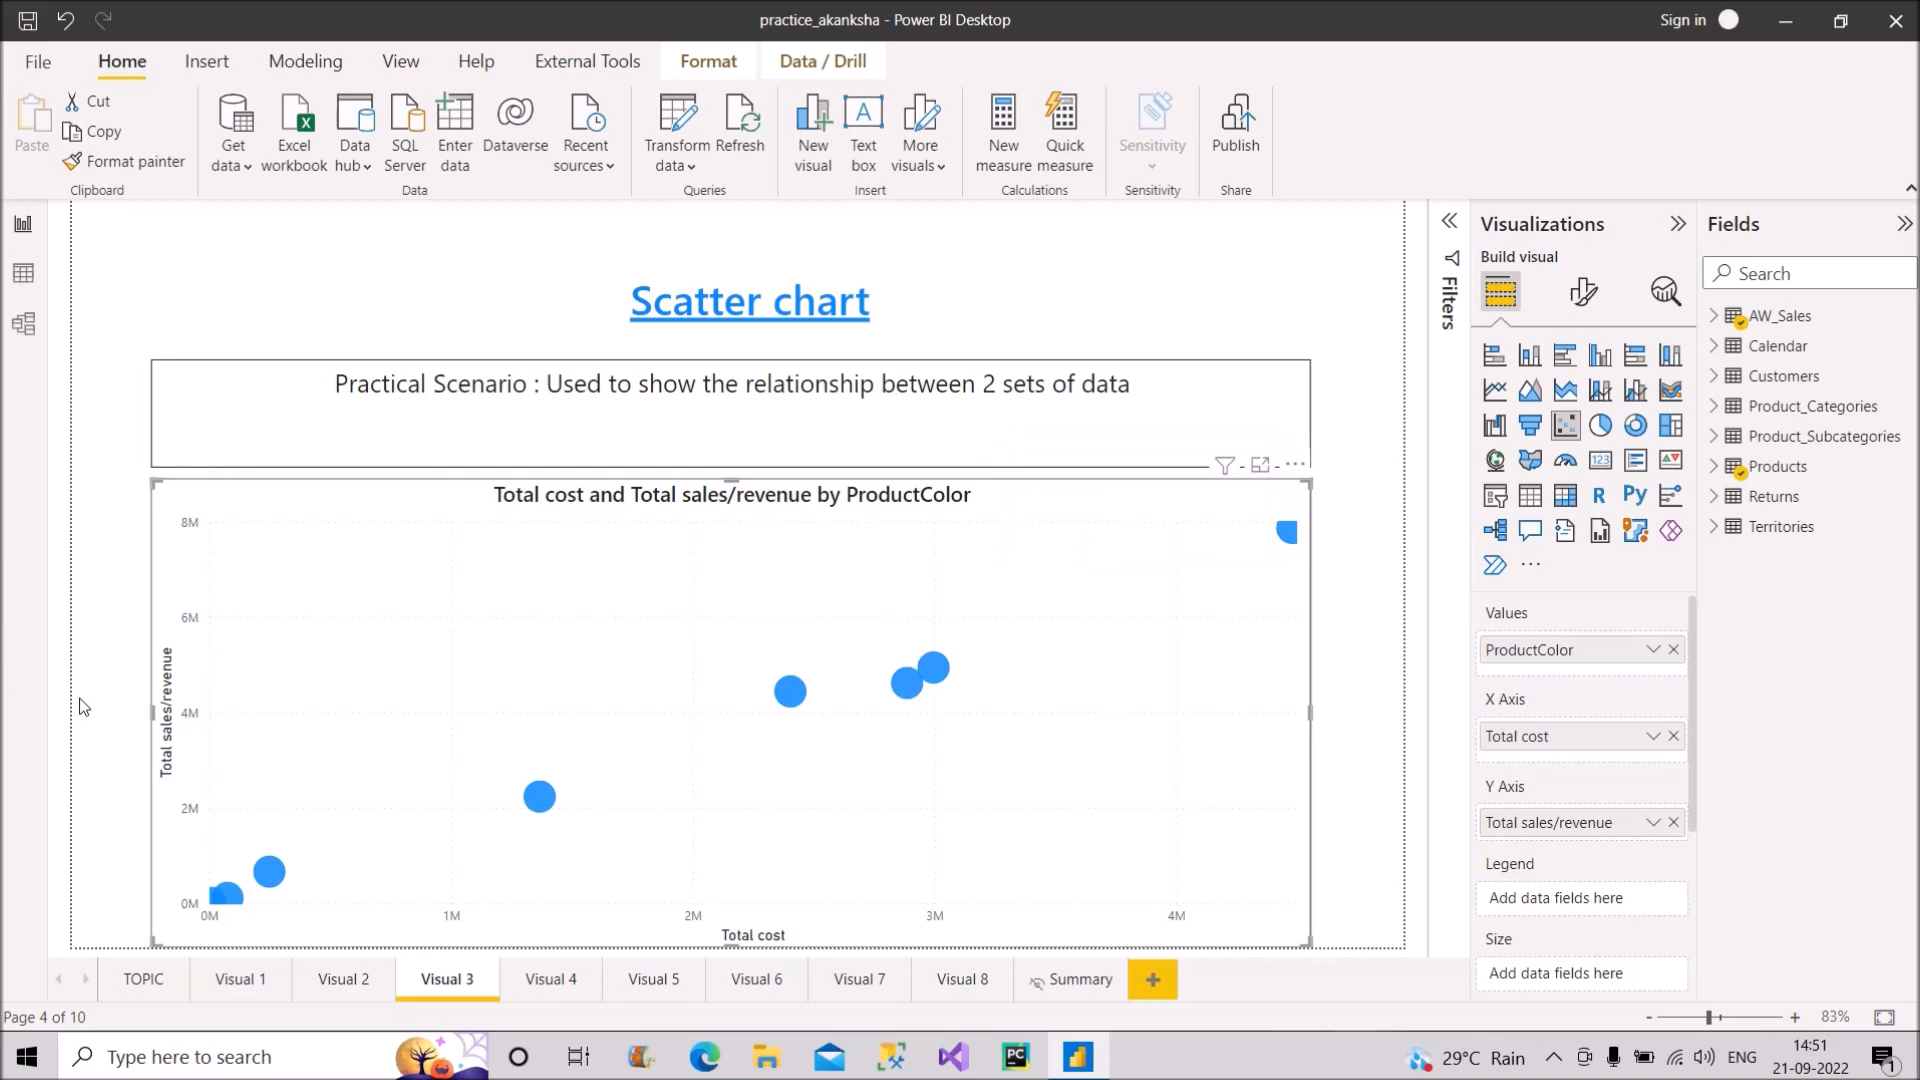 practice_akanksha - Power BI Desktop
Sign in
File Home Insert Modeling View Help External Tools Format Data / Drill
Paste
Cut
Copy
Format painter
Clipboard
Get data
Excel workbook
Data hub
SQL Server
Enter data
Dataverse
Recent sources
Data
Transform data
Refresh
Queries
New visual
Text box
More visuals
Insert
New measure
Quick measure
Calculations
Sensitivity
Sensitivity
Publish
Share
Scatter chart
Practical Scenario : Used to show the relationship between 2 sets of data
Total cost and Total sales/revenue by ProductColor
8M
6M
4M
2M
0M
Total sales/revenue
0M 1M 2M 3M 4M
Total cost
Filters
Visualizations
Build visual
123
R
Py
Values
ProductColor
X Axis
Total cost
Y Axis
Total sales/revenue
Legend
Add data fields here
Size
Add data fields here
Fields
Search
AW_Sales
Calendar
Customers
Product_Categories
Product_Subcategories
Products
Returns
Territories
TOPIC Visual 1 Visual 2 Visual 3 Visual 4 Visual 5 Visual 6 Visual 7 Visual 8 Summary +
Page 4 of 10
- + 83%
Type here to search
PC
29°C Rain
ENG
14:51
21-09-2022
1